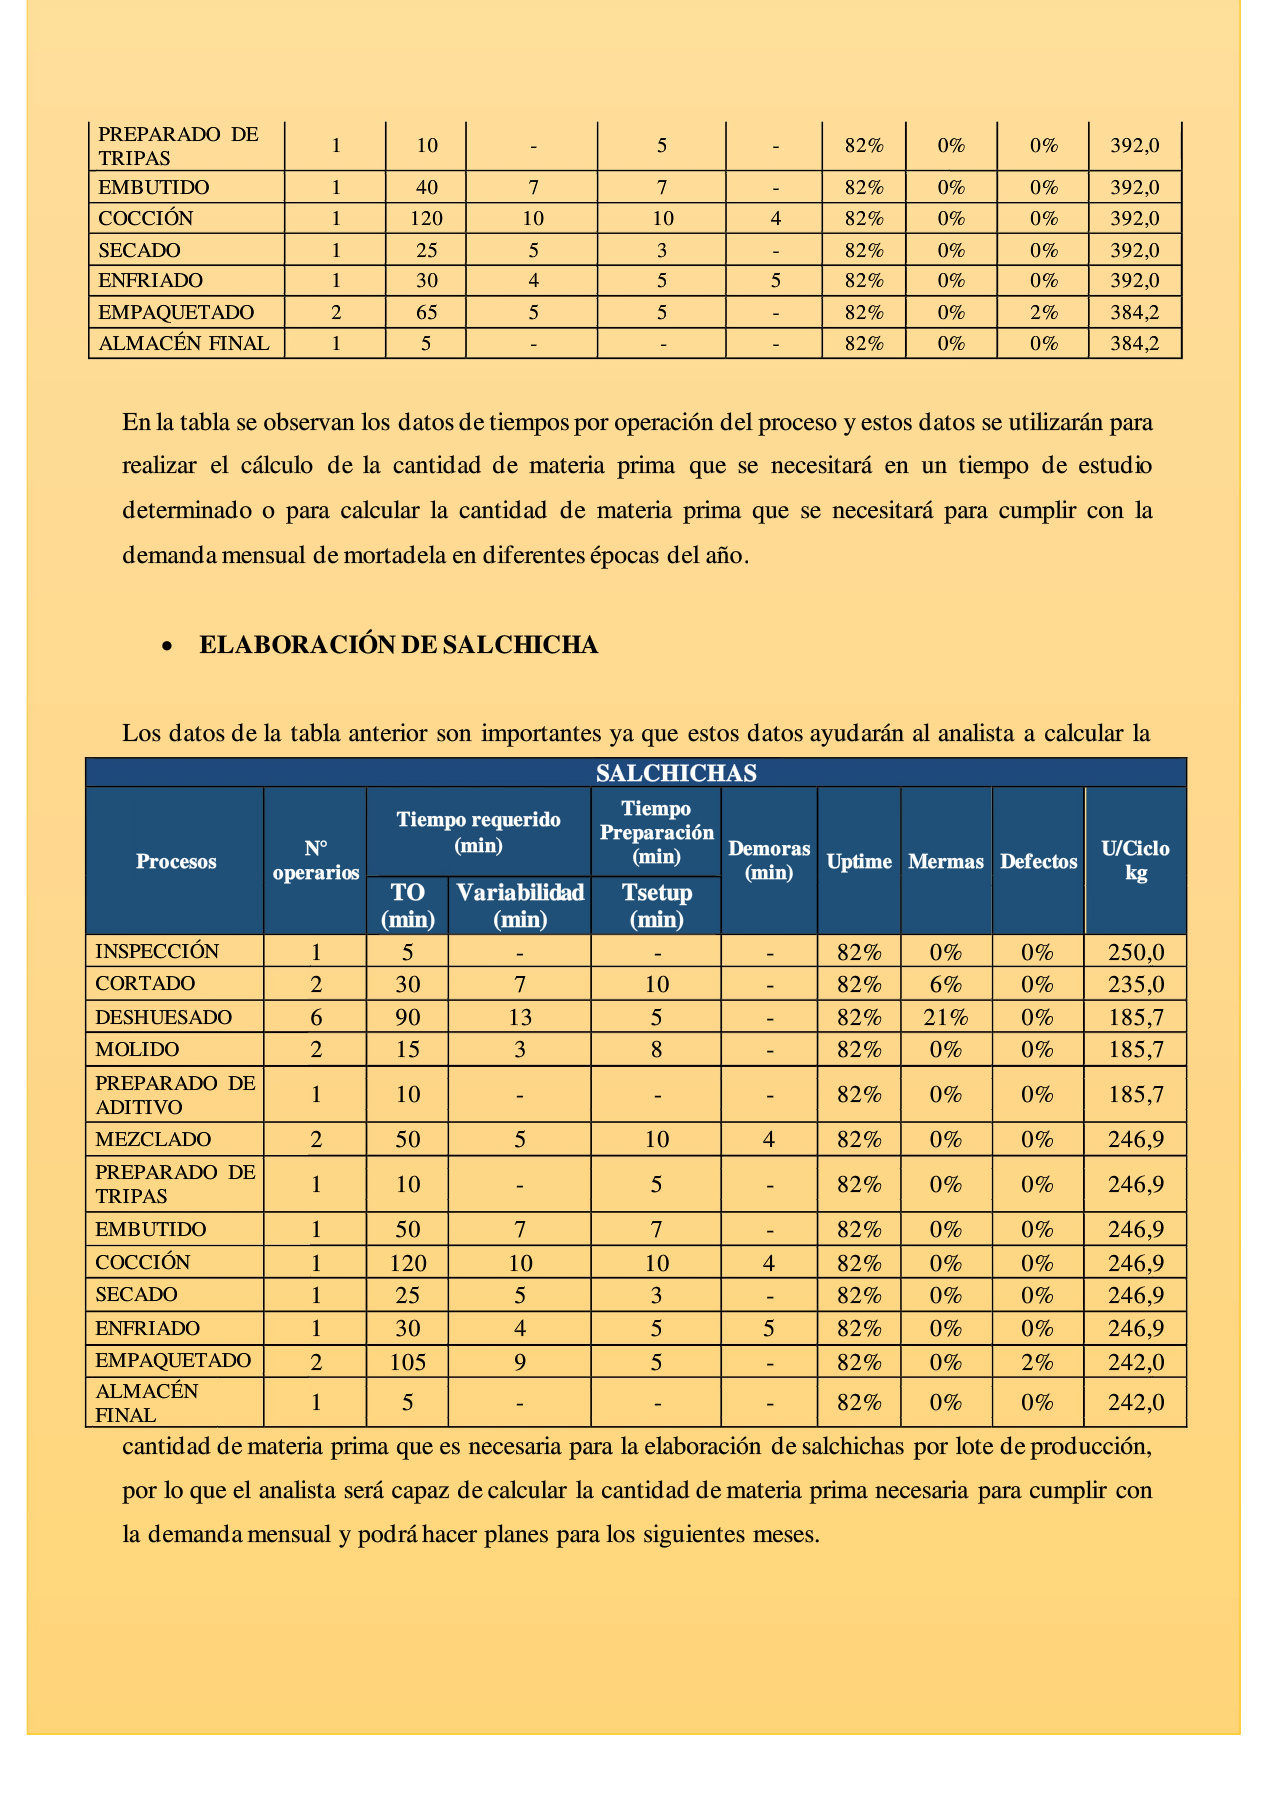 PREPARADO DE TRIPAS 1 10 - 5 - 82% 0% 0% 392,0
EMBUTIDO 1 40 7 7 - 82% 0% 0% 392,0
COCCIÓN 1 120 10 10 4 82% 0% 0% 392,0
SECADO 1 25 5 3 - 82% 0% 0% 392,0
ENFRIADO 1 30 4 5 5 82% 0% 0% 392,0
EMPAQUETADO 2 65 5 5 - 82% 0% 2% 384,2
ALMACÉN FINAL 1 5 - - - 82% 0% 0% 384,2
En la tabla se observan los datos de tiempos por operación del proceso y estos datos se utilizarán para
realizar el cálculo de la cantidad de materia prima que se necesitará en un tiempo de estudio
determinado o para calcular la cantidad de materia prima que se necesitará para cumplir con la
demanda mensual de mortadela en diferentes épocas del año.
• ELABORACIÓN DE SALCHICHA
Los datos de la tabla anterior son importantes ya que estos datos ayudarán al analista a calcular la
SALCHICHAS
Procesos N° operarios Tiempo requerido (min) Tiempo Preparación (min) Demoras (min) Uptime Mermas Defectos U/Ciclo kg
TO (min) Variabilidad (min) Tsetup (min)
INSPECCIÓN 1 5 - - - 82% 0% 0% 250,0
CORTADO 2 30 7 10 - 82% 6% 0% 235,0
DESHUESADO 6 90 13 5 - 82% 21% 0% 185,7
MOLIDO 2 15 3 8 - 82% 0% 0% 185,7
PREPARADO DE ADITIVO 1 10 - - - 82% 0% 0% 185,7
MEZCLADO 2 50 5 10 4 82% 0% 0% 246,9
PREPARADO DE TRIPAS 1 10 - 5 - 82% 0% 0% 246,9
EMBUTIDO 1 50 7 7 - 82% 0% 0% 246,9
COCCIÓN 1 120 10 10 4 82% 0% 0% 246,9
SECADO 1 25 5 3 - 82% 0% 0% 246,9
ENFRIADO 1 30 4 5 5 82% 0% 0% 246,9
EMPAQUETADO 2 105 9 5 - 82% 0% 2% 242,0
ALMACÉN FINAL 1 5 - - - 82% 0% 0% 242,0
cantidad de materia prima que es necesaria para la elaboración de salchichas por lote de producción,
por lo que el analista será capaz de calcular la cantidad de materia prima necesaria para cumplir con
la demanda mensual y podrá hacer planes para los siguientes meses.